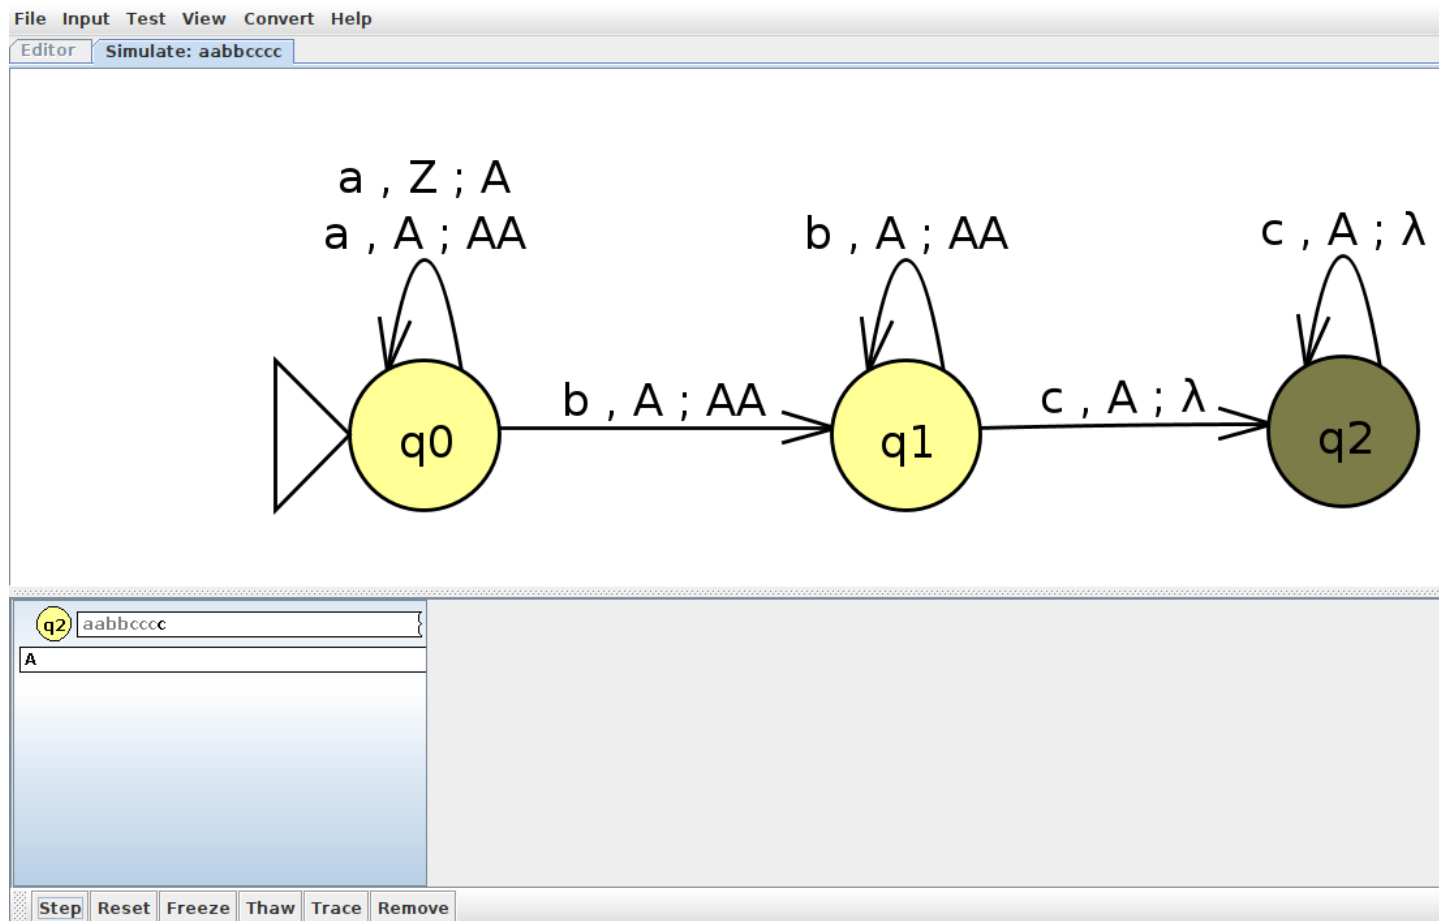 File Input Test View Convert Help
Editor Simulate: aabbcccc
a , Z ; A
a , A ; AA
b , A ; AA
c , A ; λ
b , A ; AA
c , A ; λ
q0
q1
q2
q2 aabbcccc
A
Step Reset Freeze Thaw Trace Remove